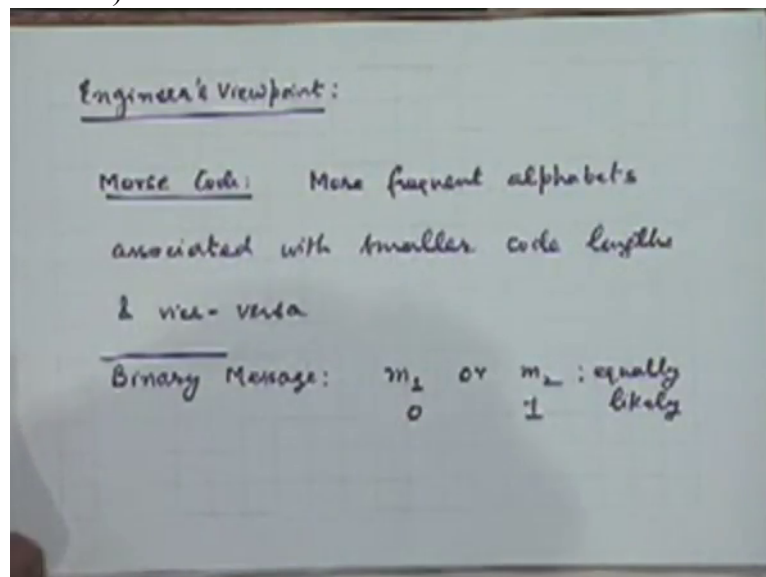 Engineer's Viewpoint:
Morse Code: More frequent alphabets
associated with smaller code lengths
& vice-versa
Binary Message: m1 or m2 : equally
0 1 likely